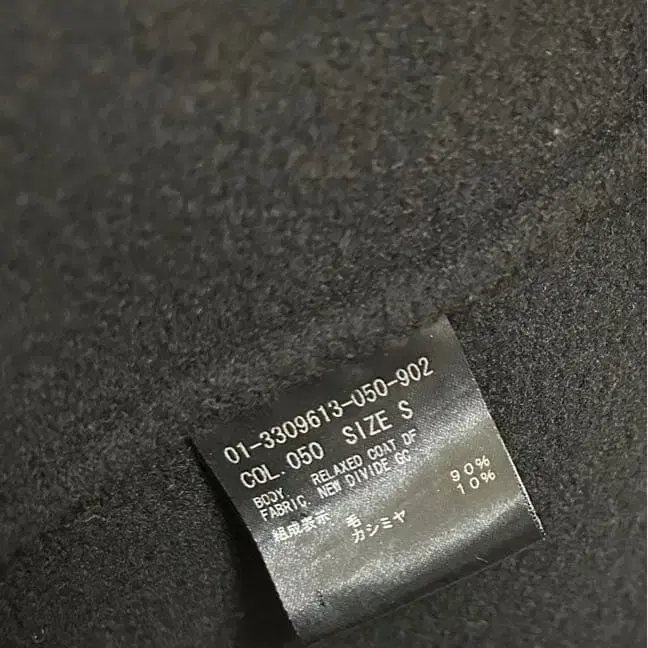 01-3309613-050-902
COL.050 SIZE S
BODY. RELAXED COAT DF
FABRIC. NEW DIVIDE GC
組成表示 毛 90%
カシミヤ 10%